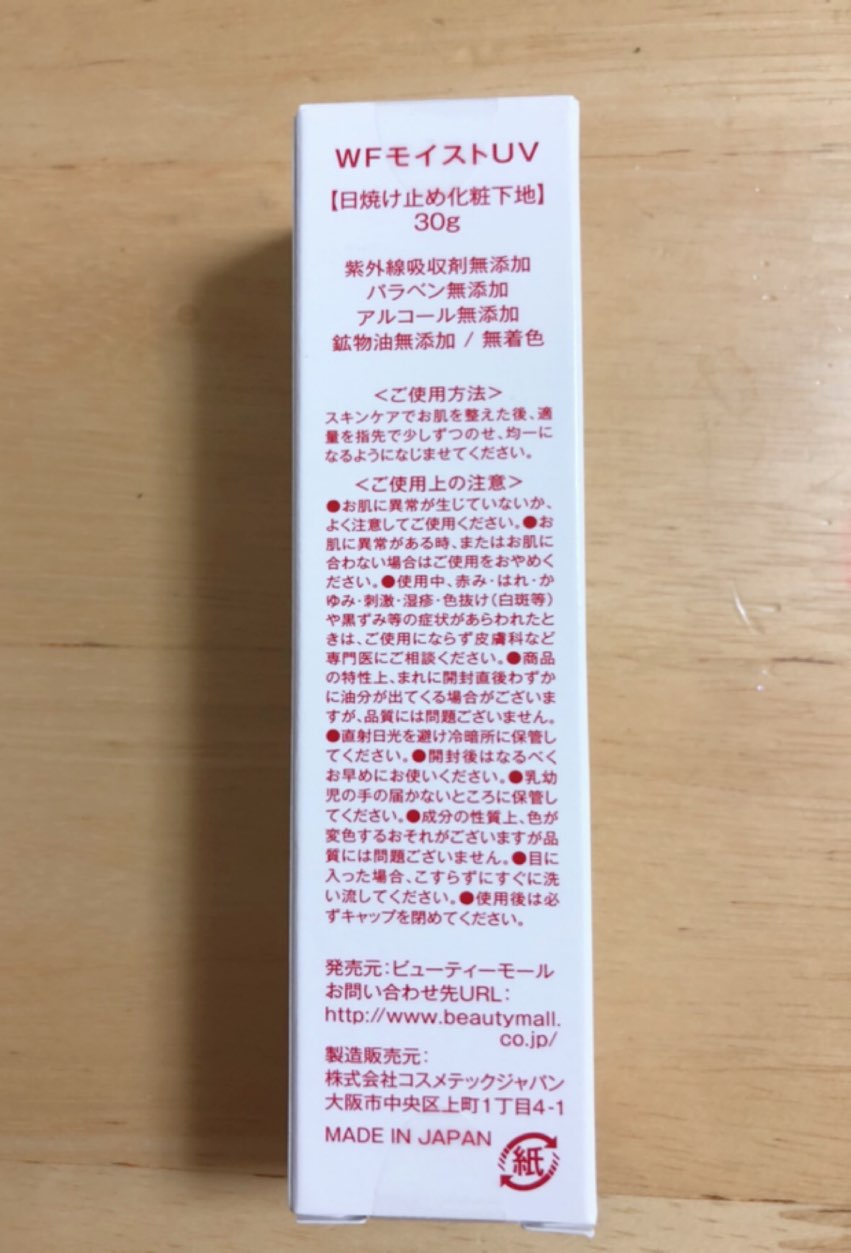 WFモイストUV
【日焼け止め化粧下地】
30g
紫外線吸収剤無添加
パラベン無添加
アルコール無添加
鉱物油無添加 / 無着色
＜ご使用方法＞
スキンケアでお肌を整えた後、適
量を指先で少しずつのせ、均一に
なるようになじませてください。
＜ご使用上の注意＞
●お肌に異常が生じていないか、
よく注意してご使用ください。●お
肌に異常がある時、またはお肌に
合わない場合はご使用をおやめく
ださい。●使用中、赤み・はれ・か
ゆみ・刺激・湿疹・色抜け（白斑等）
や黒ずみ等の症状があらわれたと
きは、ご使用にならず皮膚科など
専門医にご相談ください。●商品
の特性上、まれに開封直後わずか
に油分が出てくる場合がございま
すが、品質には問題ございません。
●直射日光を避け冷暗所に保管し
てください。●開封後はなるべく
お早めにお使いください。●乳幼
児の手の届かないところに保管し
てください。●成分の性質上、色が
変色するおそれがございますが品
質には問題ございません。●目に
入った場合、こすらずにすぐに洗
い流してください。●使用後は必
ずキャップを閉めてください。
発売元：ビューティーモール
お問い合わせ先URL：
http://www.beautymall.
co.jp/
製造販売元：
株式会社コスメテックジャパン
大阪市中央区上町1丁目4-1
MADE IN JAPAN
紙